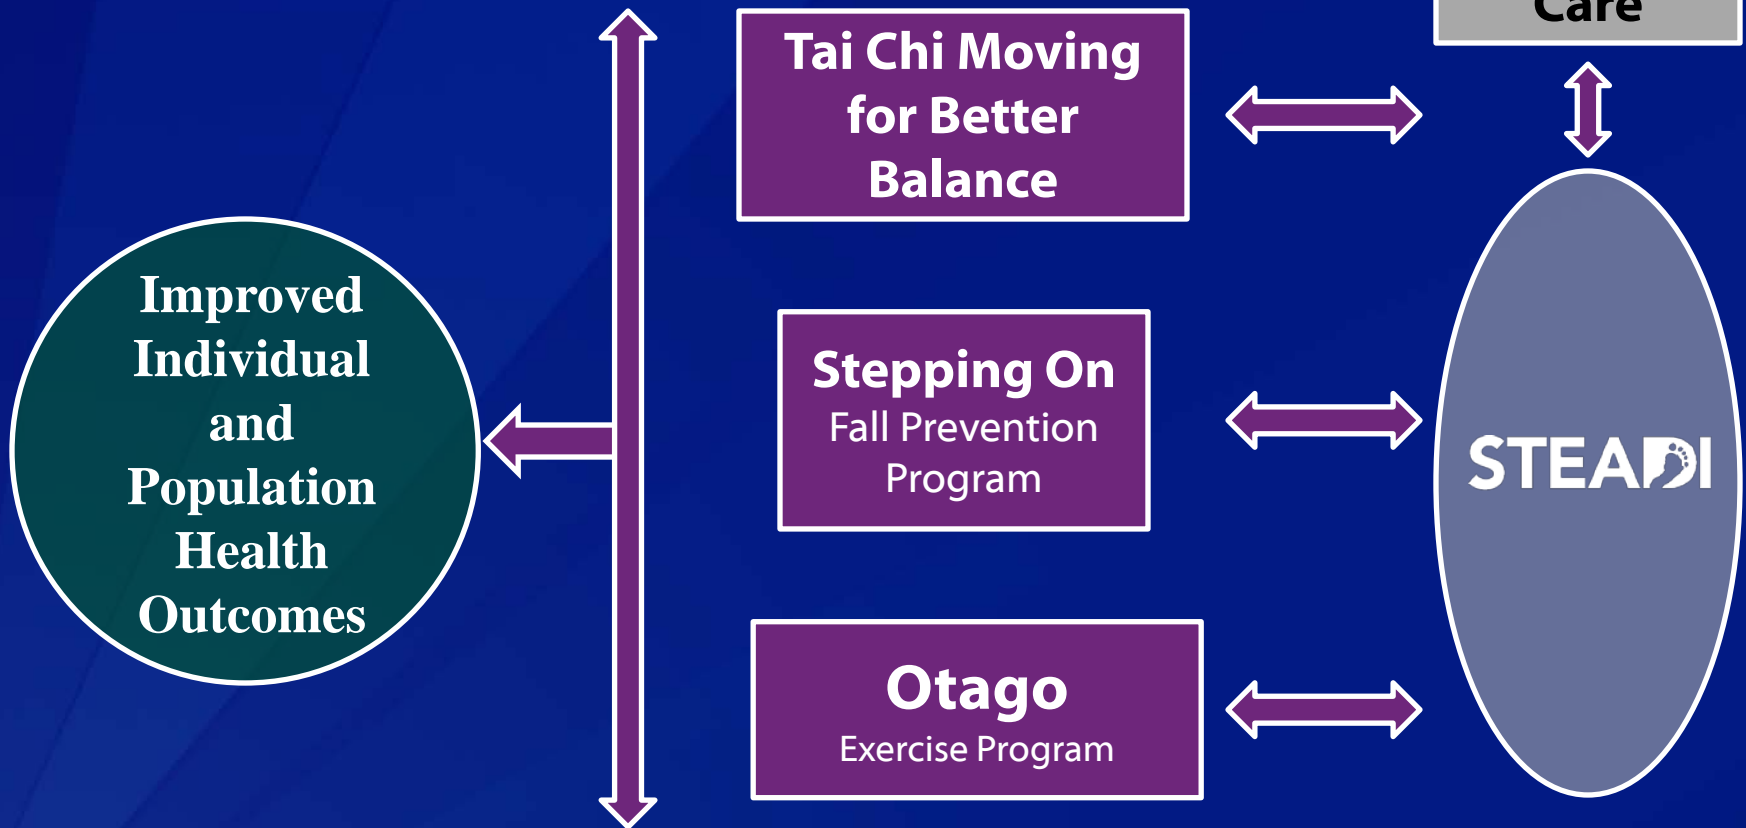 Care
Tai Chi Moving
for Better
Balance
Improved
Individual
and
Population
Health
Outcomes
Stepping On
Fall Prevention
Program
STEADI
Otago
Exercise Program